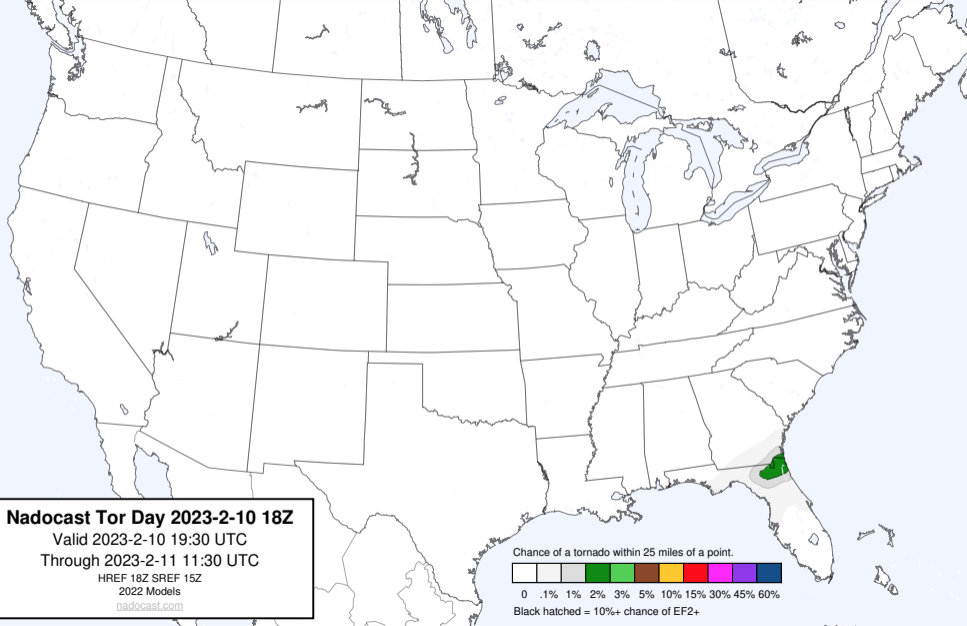 Nadocast Tor Day 2023-2-10 18Z
Valid 2023-2-10 19:30 UTC
Through 2023-2-11 11:30 UTC
HREF 18Z SREF 15Z
2022 Models
nadocast.com
Chance of a tornado within 25 miles of a point.
0 .1% 1% 2% 3% 5% 10% 15% 30% 45% 60%
Black hatched = 10%+ chance of EF2+